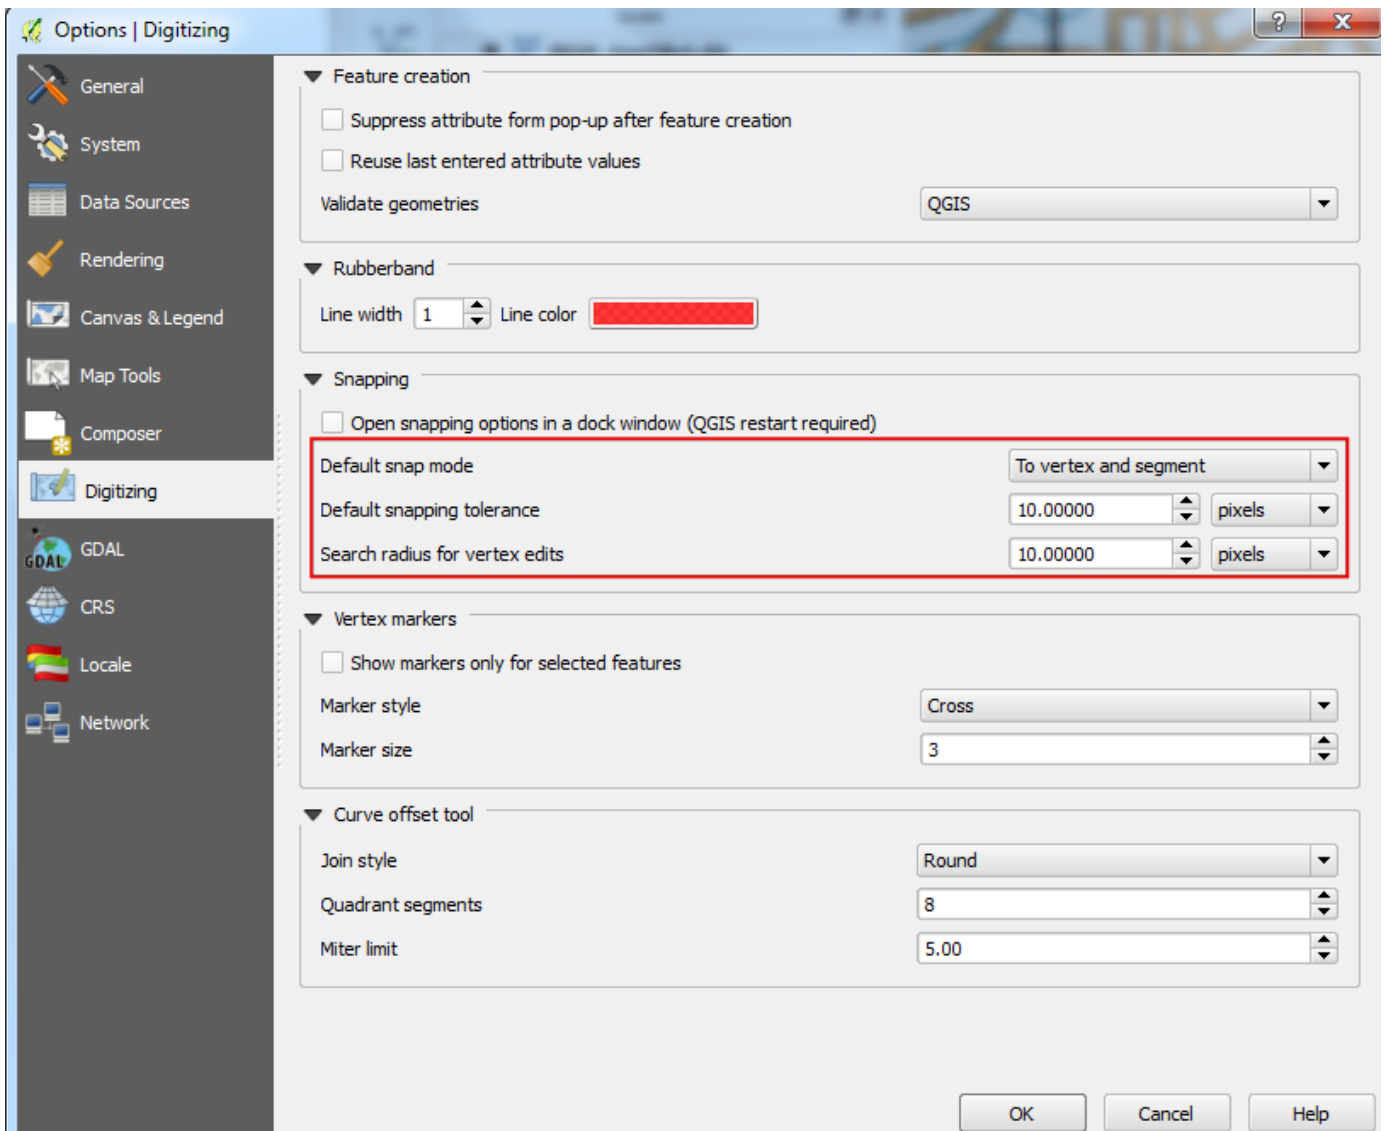 Options | Digitizing
General
System
Data Sources
Rendering
Canvas & Legend
Map Tools
Composer
Digitizing
GDAL
GDAL
CRS
Locale
Network
Feature creation
Suppress attribute form pop-up after feature creation
Reuse last entered attribute values
Validate geometries QGIS
Rubberband
Line width 1 Line color
Snapping
Open snapping options in a dock window (QGIS restart required)
Default snap mode To vertex and segment
Default snapping tolerance 10.00000 pixels
Search radius for vertex edits 10.00000 pixels
Vertex markers
Show markers only for selected features
Marker style Cross
Marker size 3
Curve offset tool
Join style Round
Quadrant segments 8
Miter limit 5.00
OK Cancel Help